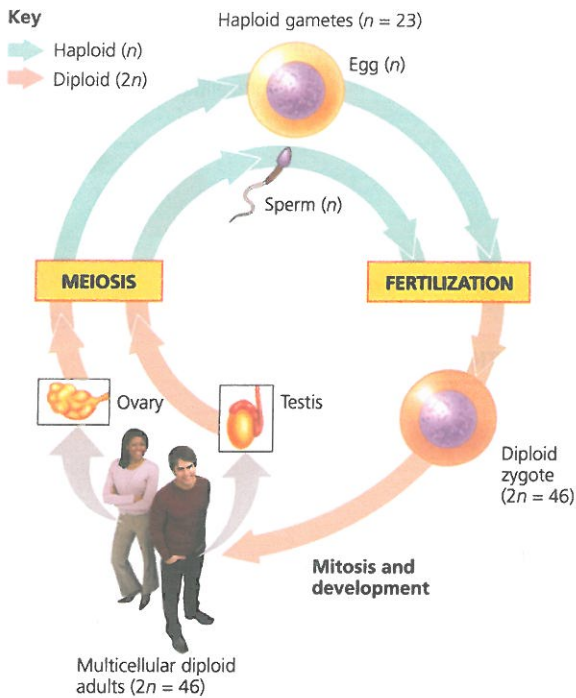 Key
Haploid (n)
Diploid (2n)
Haploid gametes (n = 23)
Egg (n)
Sperm (n)
MEIOSIS
FERTILIZATION
Ovary
Testis
Diploid
zygote
(2n = 46)
Mitosis and
development
Multicellular diploid
adults (2n = 46)